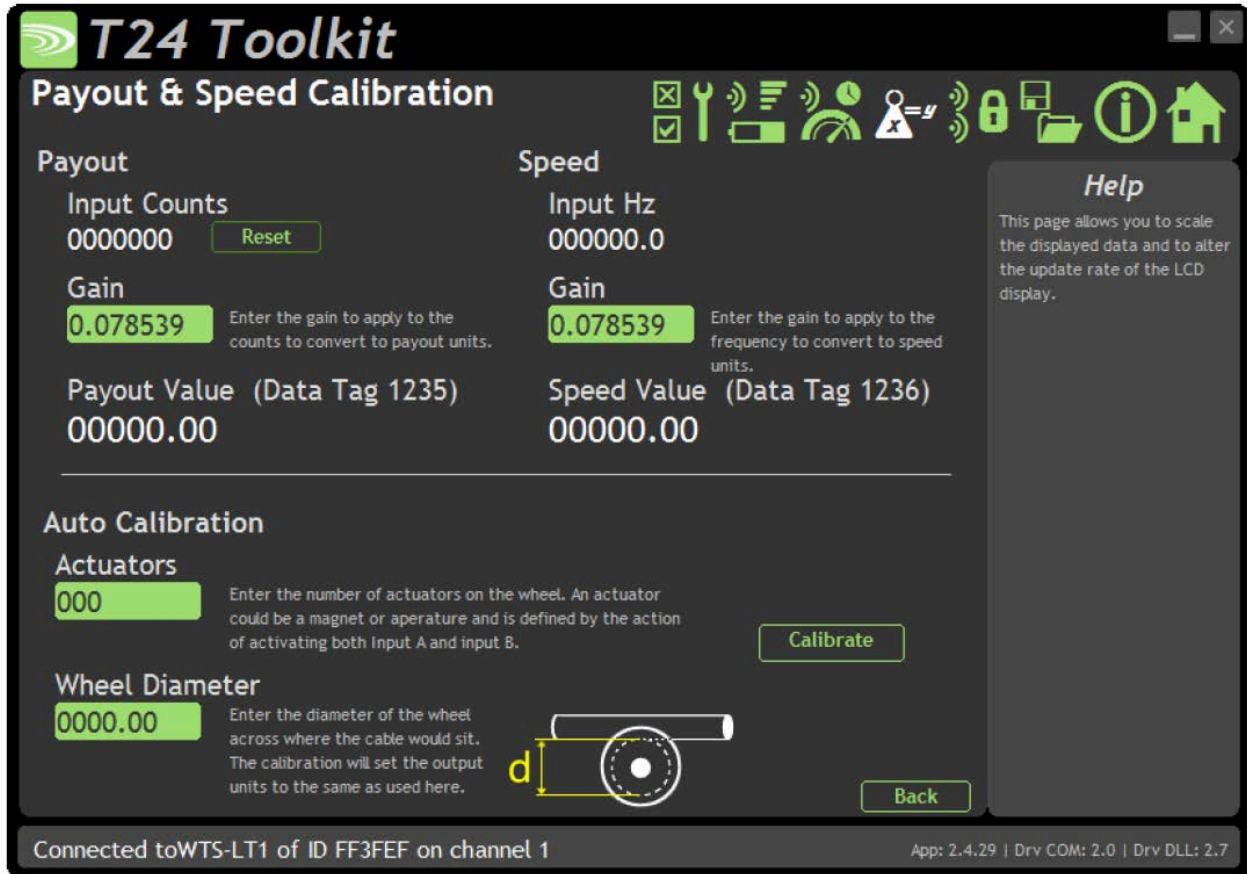 T24 Toolkit
Payout & Speed Calibration
x =y
Payout
Input Counts
0000000
Reset
Gain
0.078539
Enter the gain to apply to the
counts to convert to payout units.
Payout Value (Data Tag 1235)
00000.00
Speed
Input Hz
000000.0
Gain
0.078539
Enter the gain to apply to the
frequency to convert to speed
units.
Speed Value (Data Tag 1236)
00000.00
Help
This page allows you to scale
the displayed data and to alter
the update rate of the LCD
display.
Auto Calibration
Actuators
000
Enter the number of actuators on the wheel. An actuator
could be a magnet or aperature and is defined by the action
of activating both Input A and input B.
Calibrate
Wheel Diameter
0000.00
Enter the diameter of the wheel
across where the cable would sit.
The calibration will set the output
units to the same as used here.
d
Back
Connected toWTS-LT1 of ID FF3FEF on channel 1
App: 2.4.29 | Drv COM: 2.0 | Drv DLL: 2.7